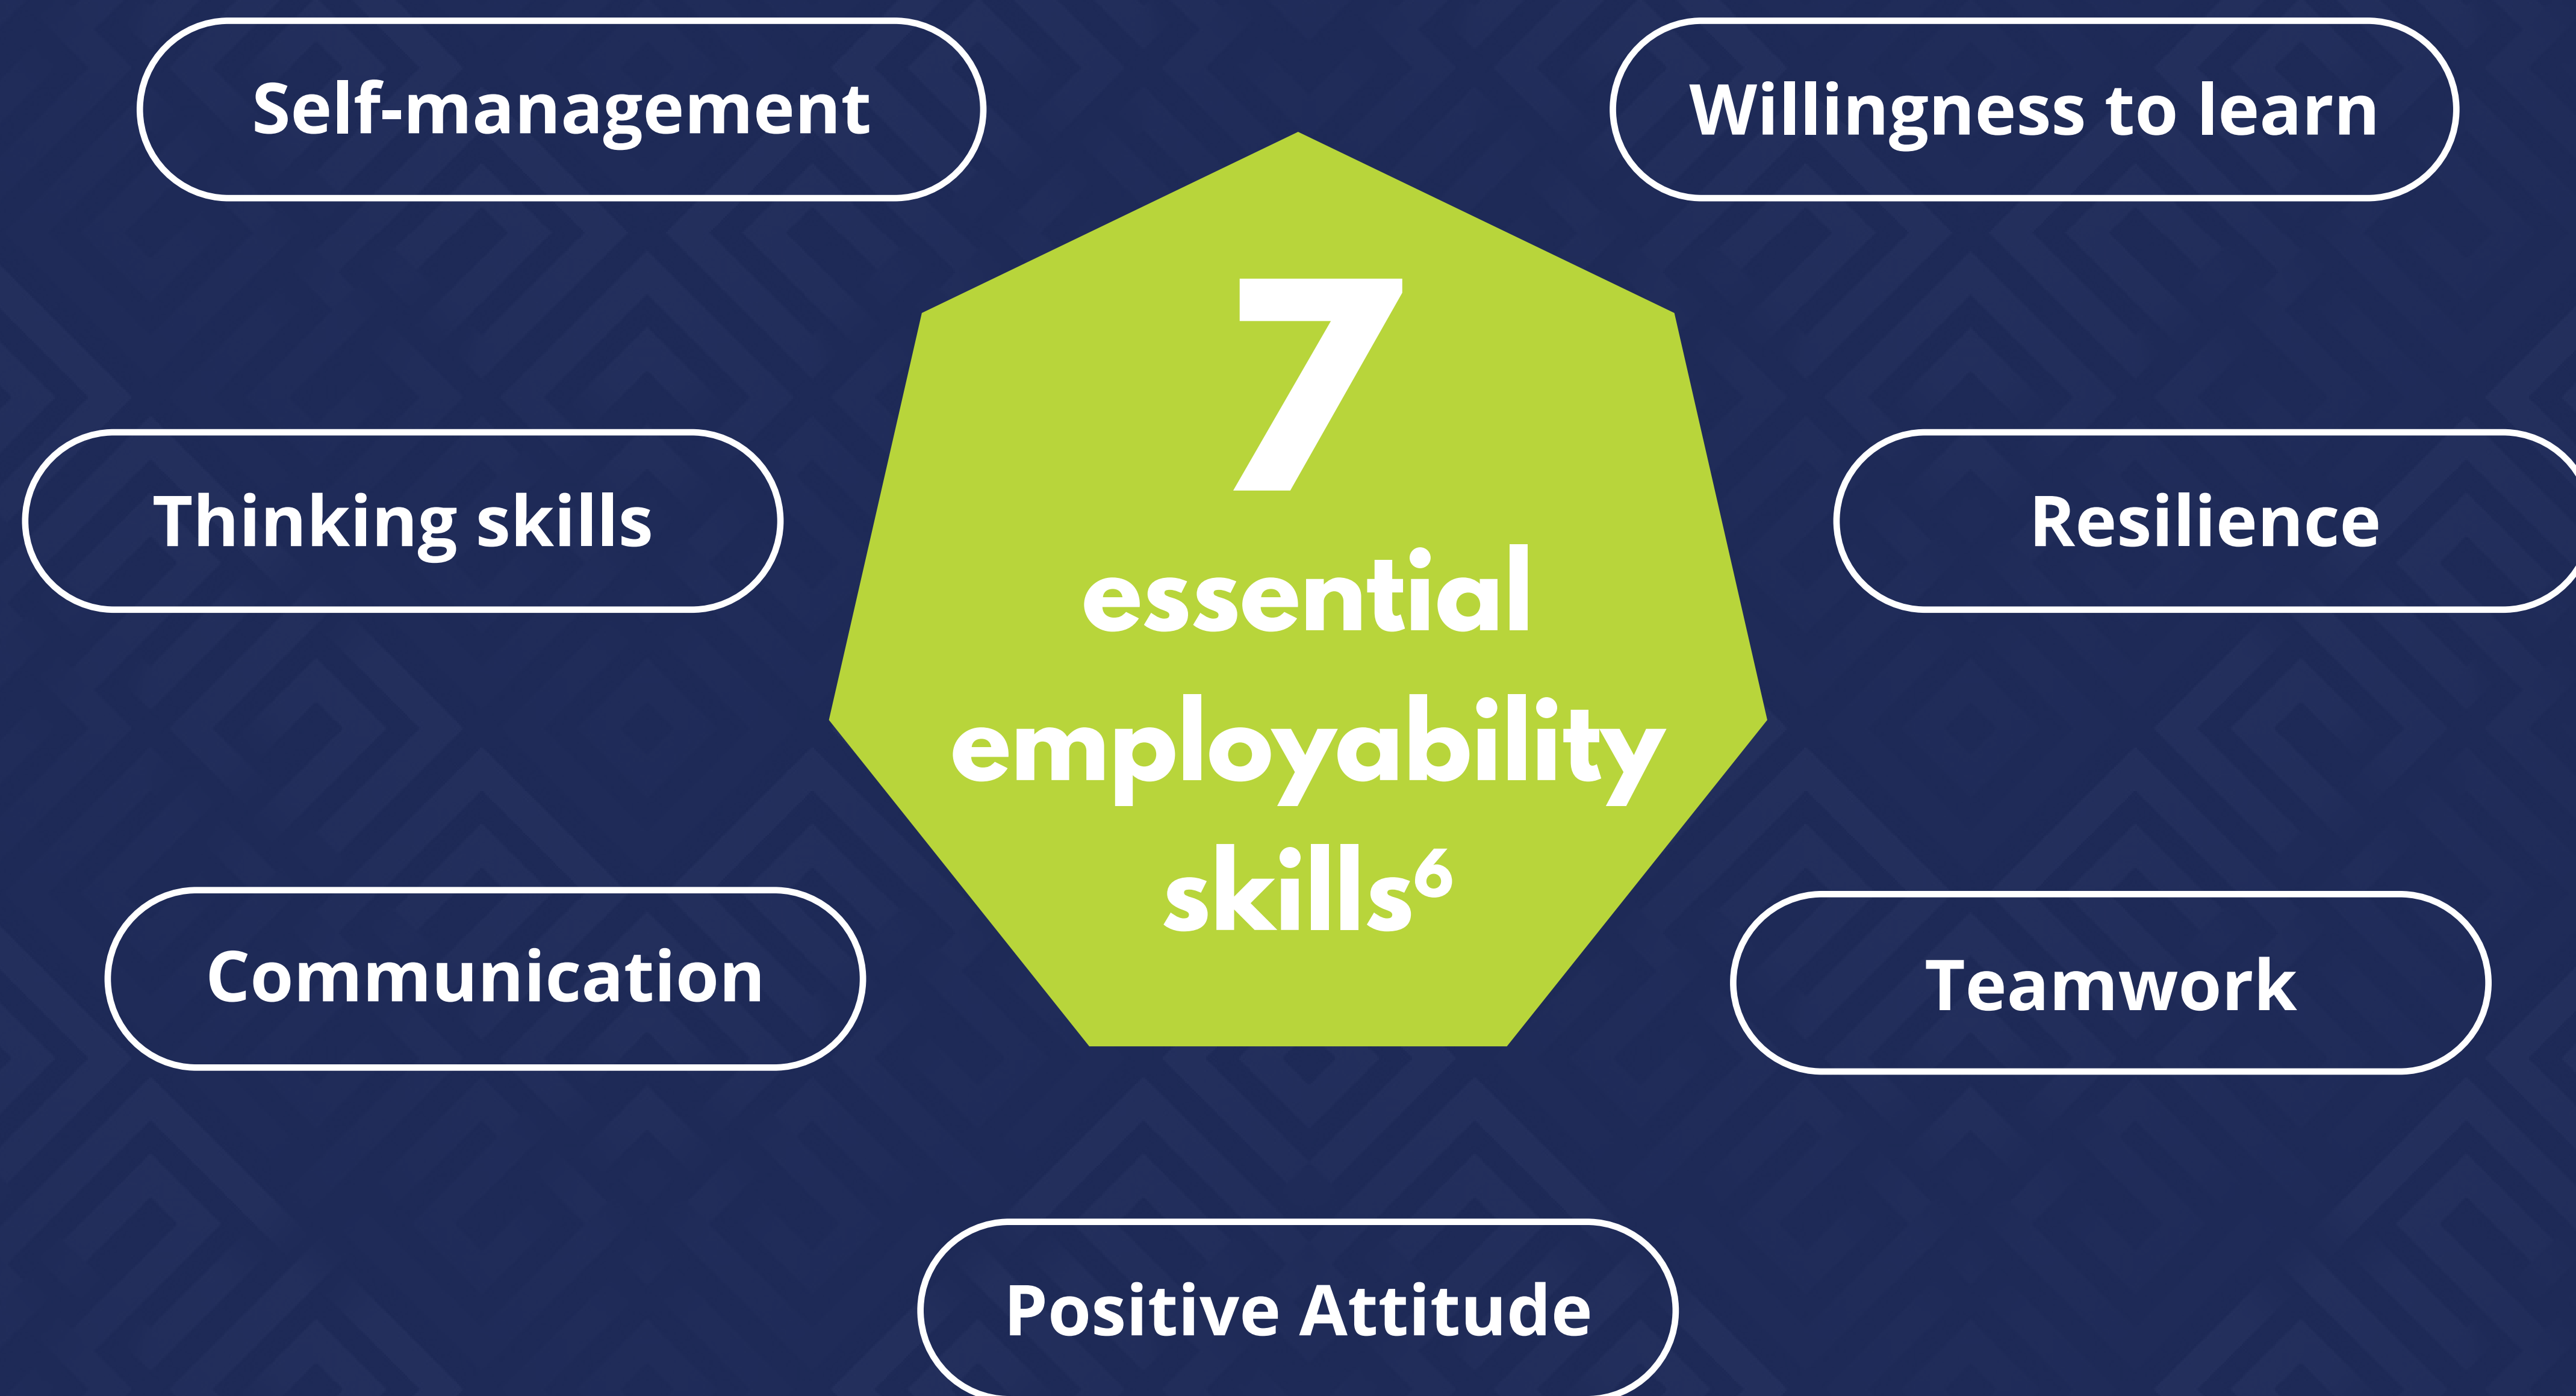 Self-management
Willingness to learn
7
essential
Thinking skills
Resilience
employability
skills⁶
Communication
Teamwork
Positive Attitude